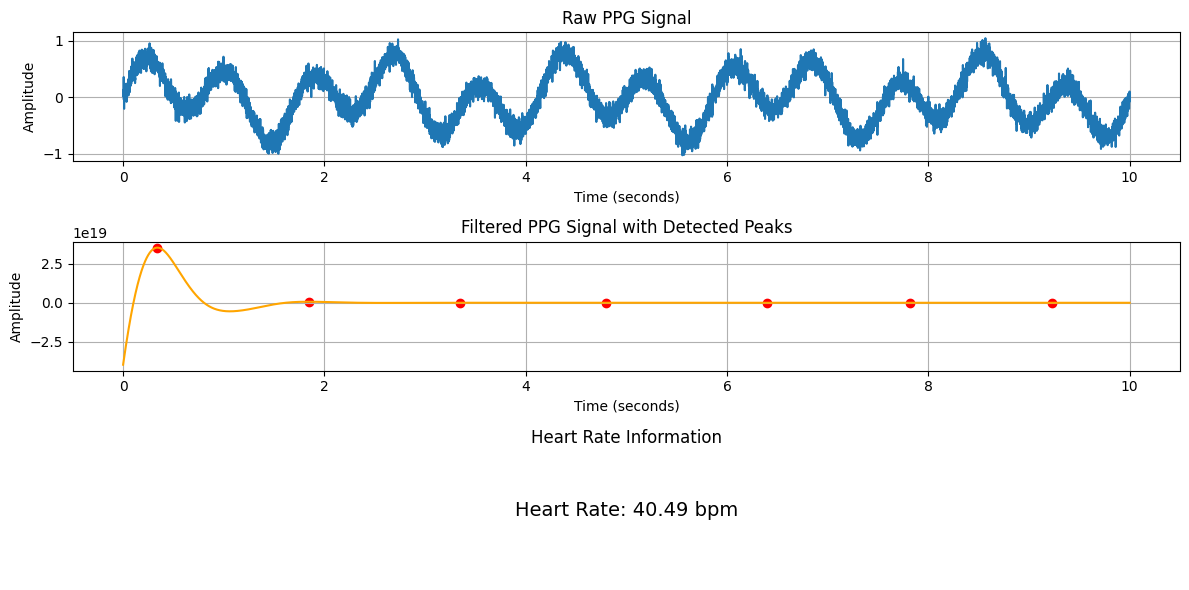 Raw PPG Signal
Amplitude
1
0
−1
0 2 4 6 8 10
Time (seconds)
Filtered PPG Signal with Detected Peaks
1e19
Amplitude
2.5
0.0
−2.5
0 2 4 6 8 10
Time (seconds)
Heart Rate Information
Heart Rate: 40.49 bpm